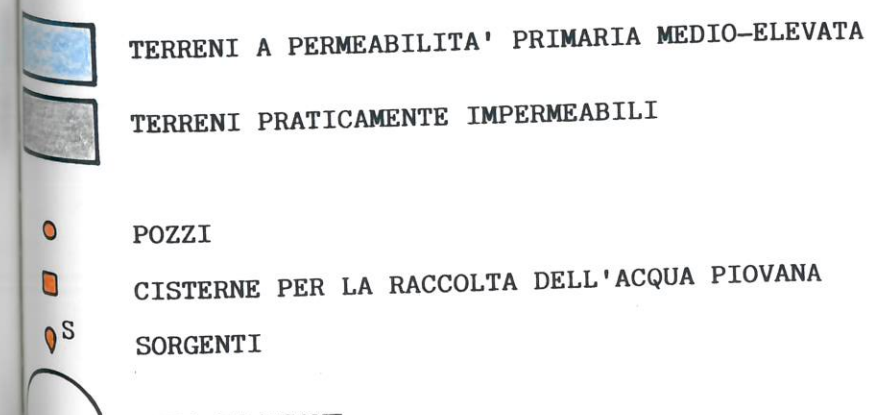 TERRENI A PERMEABILITA' PRIMARIA MEDIO-ELEVATA
TERRENI PRATICAMENTE IMPERMEABILI
POZZI
CISTERNE PER LA RACCOLTA DELL'ACQUA PIOVANA
S
SORGENTI